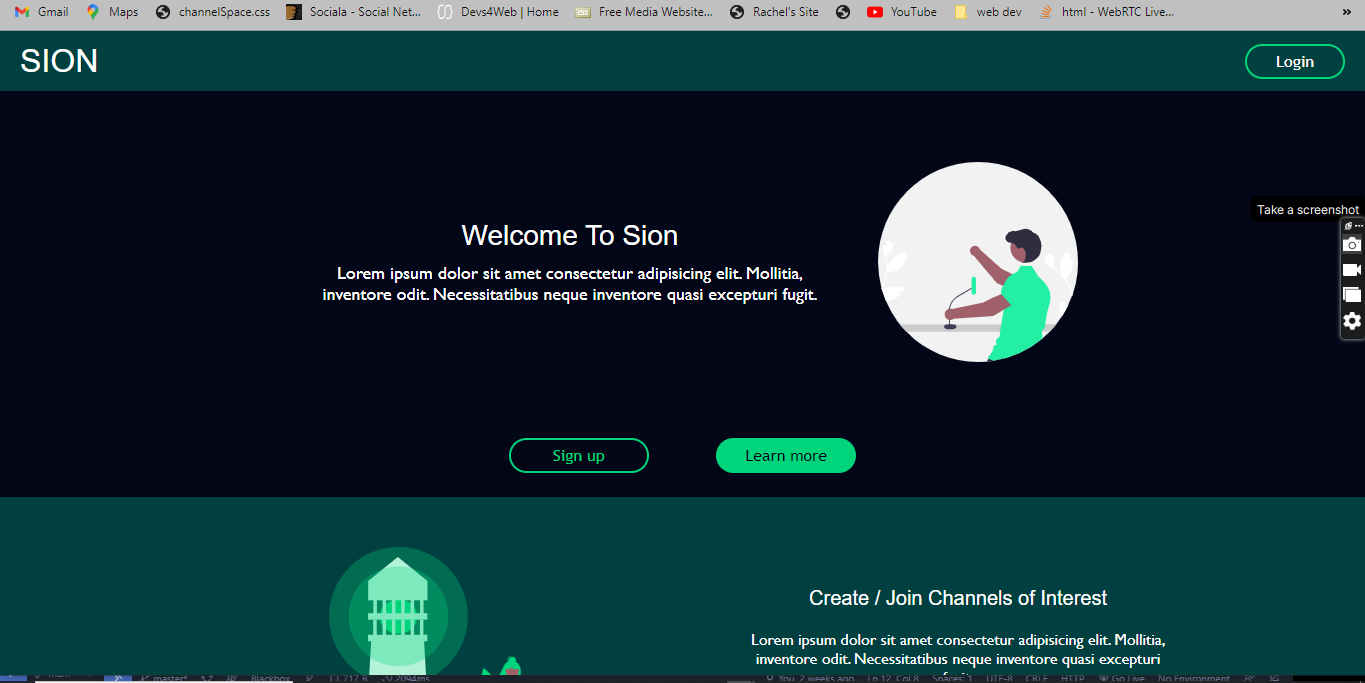 Gmail
Maps
channelSpace.css
Sociala - Social Net...
Devs4Web | Home
Free Media Website...
Rachel's Site
YouTube
web dev
html - WebRTC Live...
»
SION
Login
Take a screenshot
Welcome To Sion
Lorem ipsum dolor sit amet consectetur adipisicing elit. Mollitia,
inventore odit. Necessitatibus neque inventore quasi excepturi fugit.
Sign up
Learn more
Create / Join Channels of Interest
Lorem ipsum dolor sit amet consectetur adipisicing elit. Mollitia,
inventore odit. Necessitatibus neque inventore quasi excepturi
master*
Blackbox
2094ms
You, 2 weeks ago
Ln 12, Col 8
Spaces: 1
UTF-8
CRLF
HTTP
Go Live
No Environment